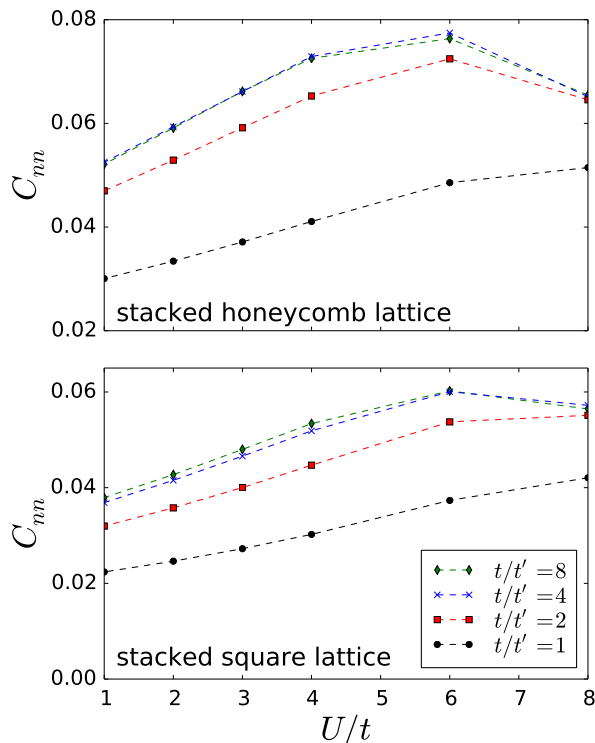 0.08
0.06
0.04
0.02
C_nn
stacked honeycomb lattice
0.06
0.04
0.02
0.00
C_nn
t/t′ =8
t/t′ =4
t/t′ =2
t/t′ =1
stacked square lattice
1 2 3 4 5 6 7 8
U/t